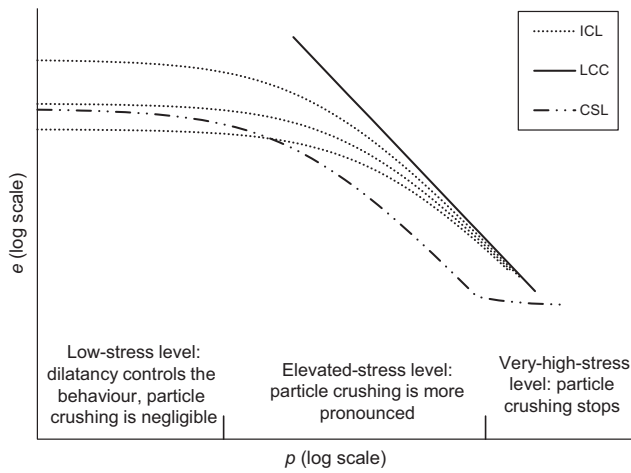 ICL
LCC
CSL
e (log scale)
Low-stress level:
dilatancy controls the
behaviour, particle
crushing is negligible
Elevated-stress level:
particle crushing is more
pronounced
Very-high-stress
level: particle
crushing stops
p (log scale)